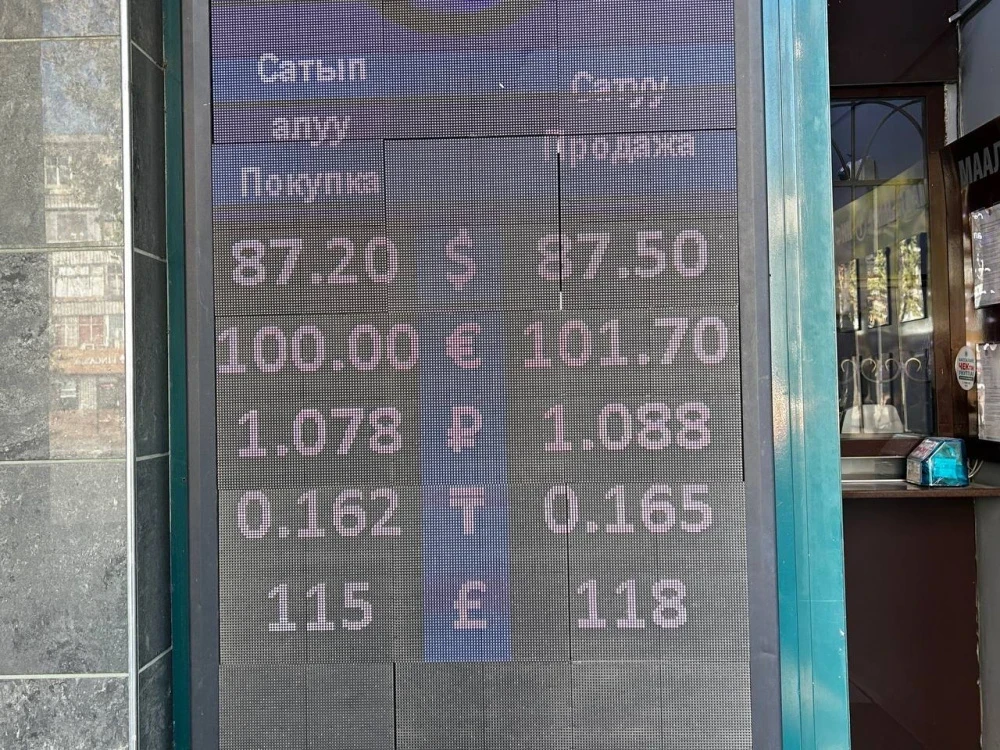 Сатып
алуу
Покупка
Сатуу
Продажа
87.20 $ 87.50
100.00 € 101.70
1.078 ₽ 1.088
0.162 ₸ 0.165
115 £ 118